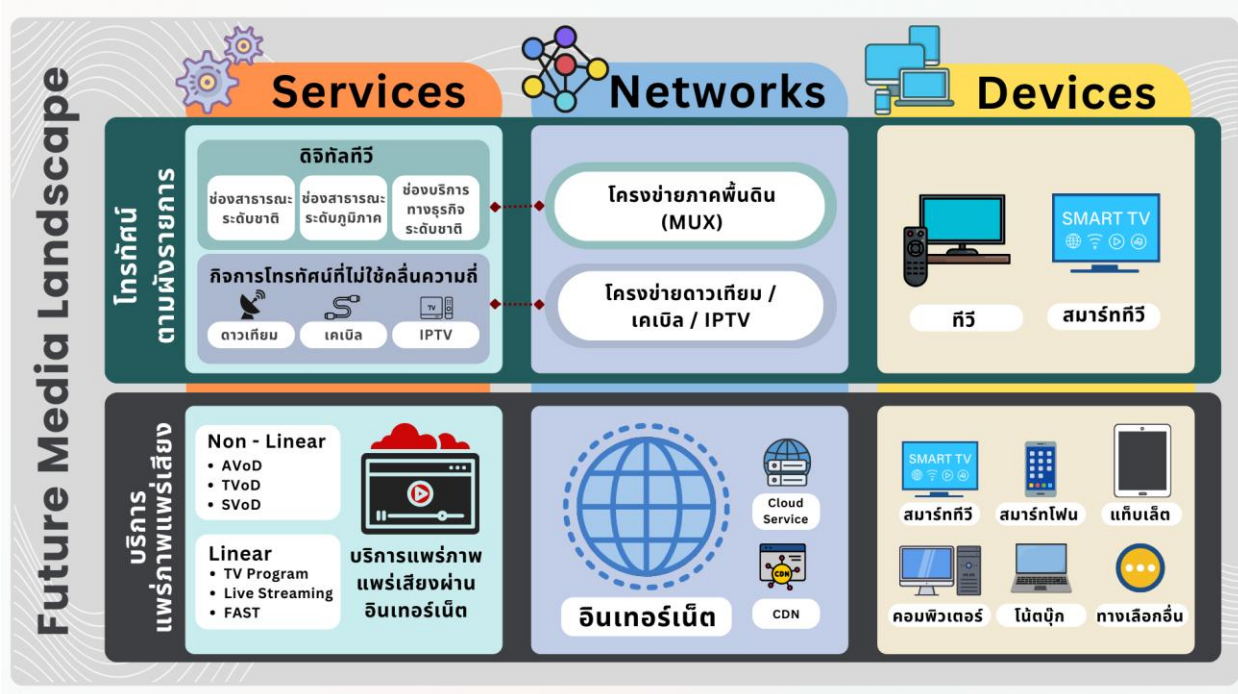 Future Media Landscape
Services
Networks
Devices
โทรทัศน์
ตามผังรายการ
ดิจิทัลทีวี
ช่องสาธารณะ
ระดับชาติ
ช่องสาธารณะ
ระดับภูมิภาค
ช่องบริการ
ทางธุรกิจ
ระดับชาติ
กิจการโทรทัศน์ที่ไม่ใช้คลื่นความถี่
TV
ดาวเทียม
เคเบิล
IPTV
โครงข่ายภาคพื้นดิน
(MUX)
โครงข่ายดาวเทียม /
เคเบิล / IPTV
SMART TV
ทีวี
สมาร์ททีวี
บริการ
แพร่ภาพแพร่เสียง
Non - Linear
• AVoD
• TVoD
• SVoD
Linear
• TV Program
• Live Streaming
• FAST
บริการแพร่ภาพ
แพร่เสียงผ่าน
อินเทอร์เน็ต
อินเทอร์เน็ต
Cloud
Service
CDN
CDN
SMART TV
สมาร์ททีวี
สมาร์ทโฟน
แท็บเล็ต
คอมพิวเตอร์
โน้ตบุ๊ก
ทางเลือกอื่น